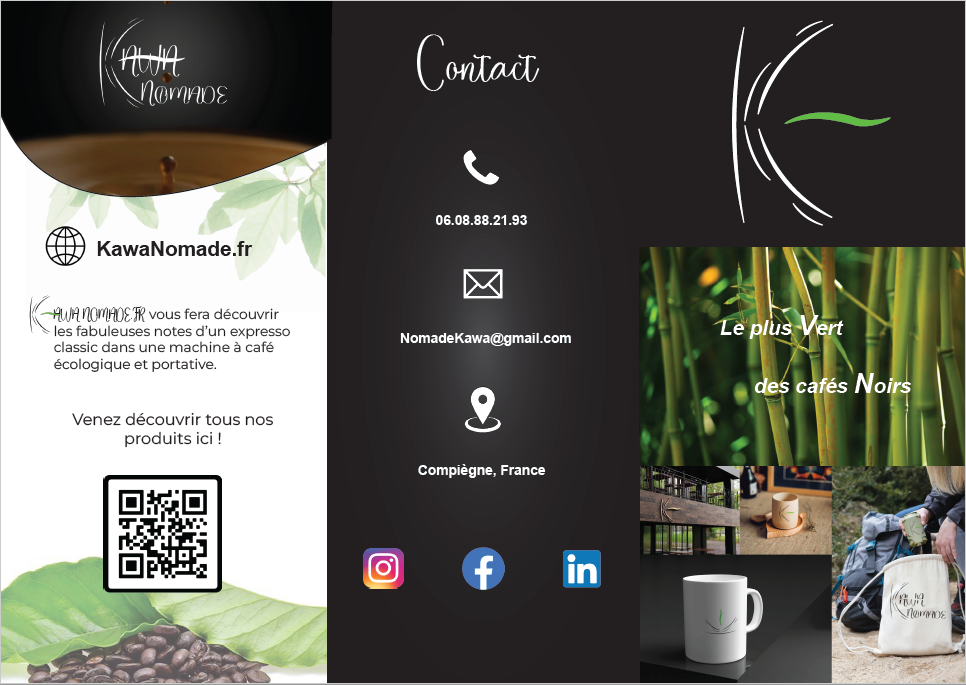 KAWA
NOMADE
KawaNomade.fr
KAWA NOMADE.FR vous fera découvrir
les fabuleuses notes d'un expresso
classic dans une machine à café
écologique et portative.
Venez découvrir tous nos
produits ici !
Contact
06.08.88.21.93
NomadeKawa@gmail.com
Compiègne, France
K
Le plus Vert
des cafés Noirs
KAWA
NOMADE